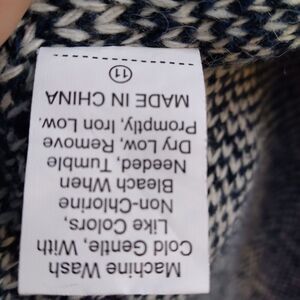 Machine Wash
Cold Gentle, With
Like Colors,
Non-Chlorine
Bleach When
Needed, Tumble
Dry Low, Remove
Promptly, Iron Low.
MADE IN CHINA
11